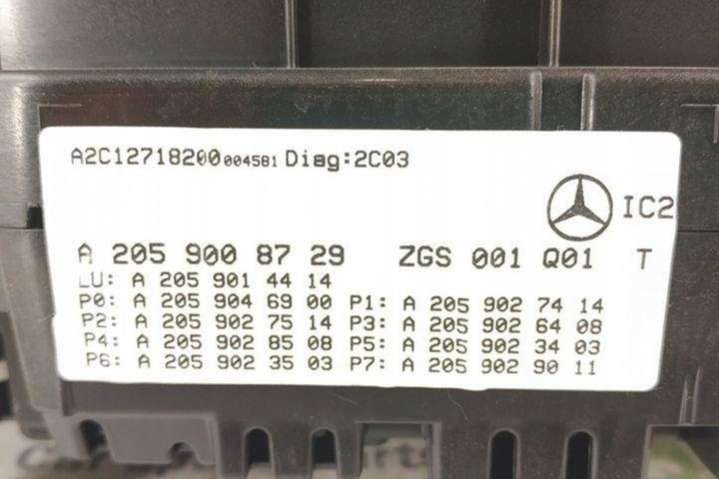 A2C12718200004581 Diag:2C03
IC2
A 205 900 87 29 ZGS 001 Q01 T
LU: A 205 901 44 14
P0: A 205 904 69 00 P1: A 205 902 74 14
P2: A 205 902 75 14 P3: A 205 902 64 08
P4: A 205 902 85 08 P5: A 205 902 34 03
P6: A 205 902 35 03 P7: A 205 902 90 11